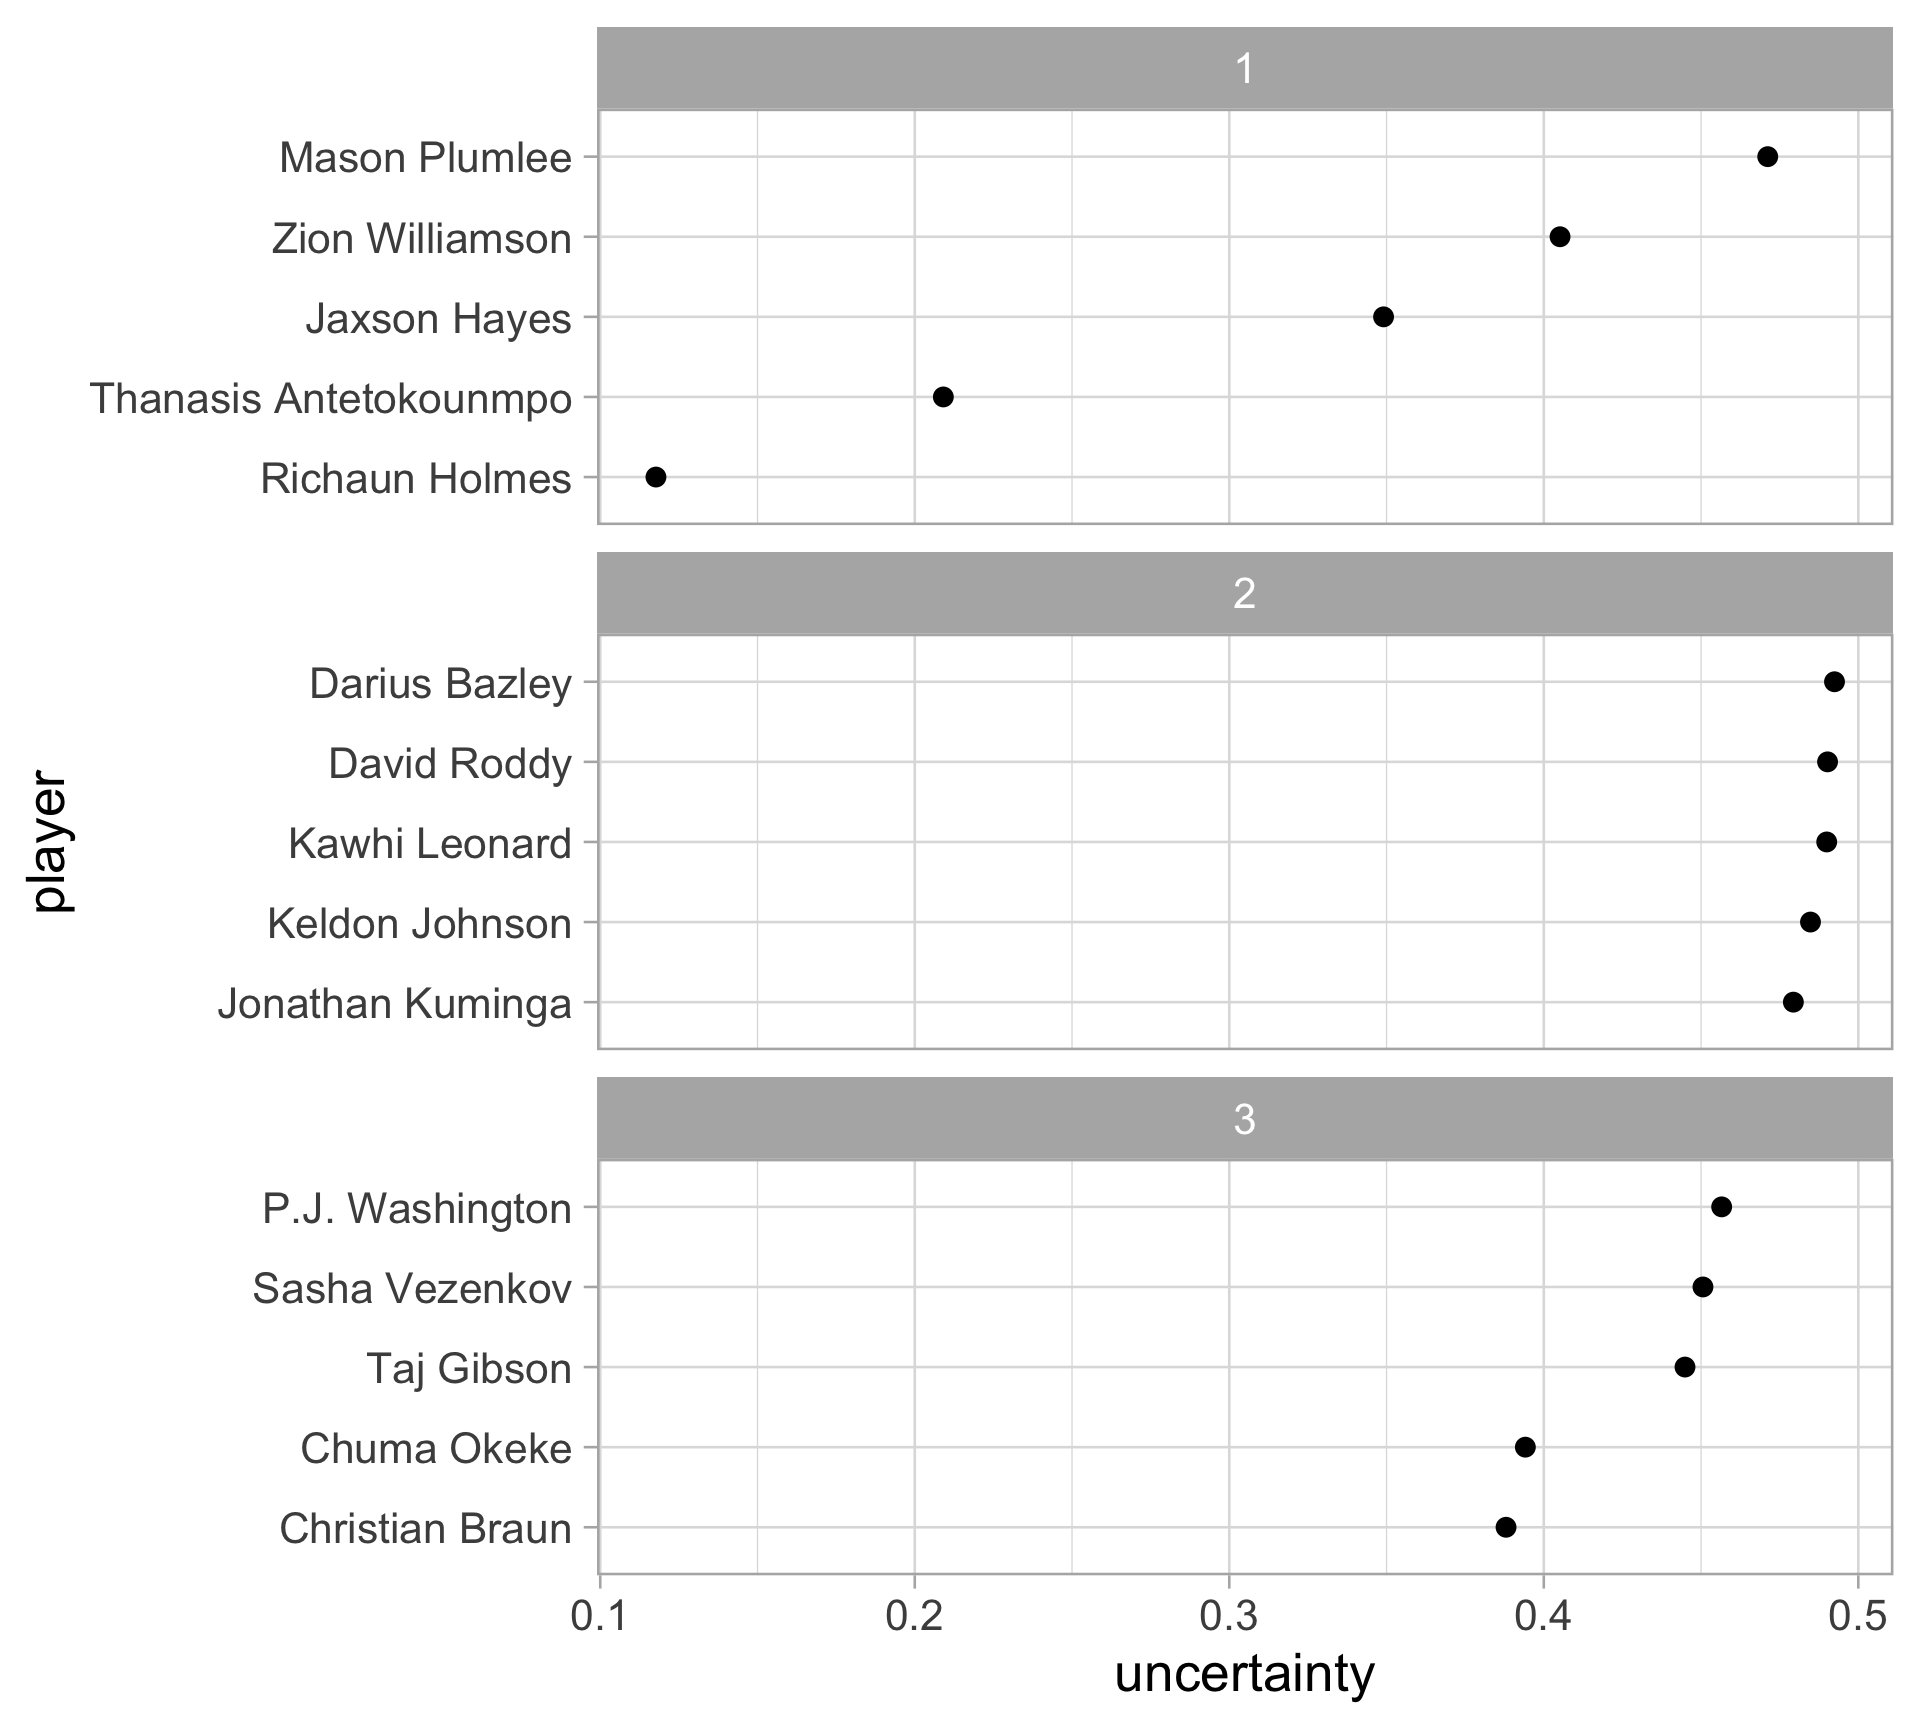 1
Mason Plumlee
Zion Williamson
Jaxson Hayes
Thanasis Antetokounmpo
Richaun Holmes
2
Darius Bazley
David Roddy
Kawhi Leonard
Keldon Johnson
Jonathan Kuminga
player
3
P.J. Washington
Sasha Vezenkov
Taj Gibson
Chuma Okeke
Christian Braun
0.1 0.2 0.3 0.4 0.5
uncertainty